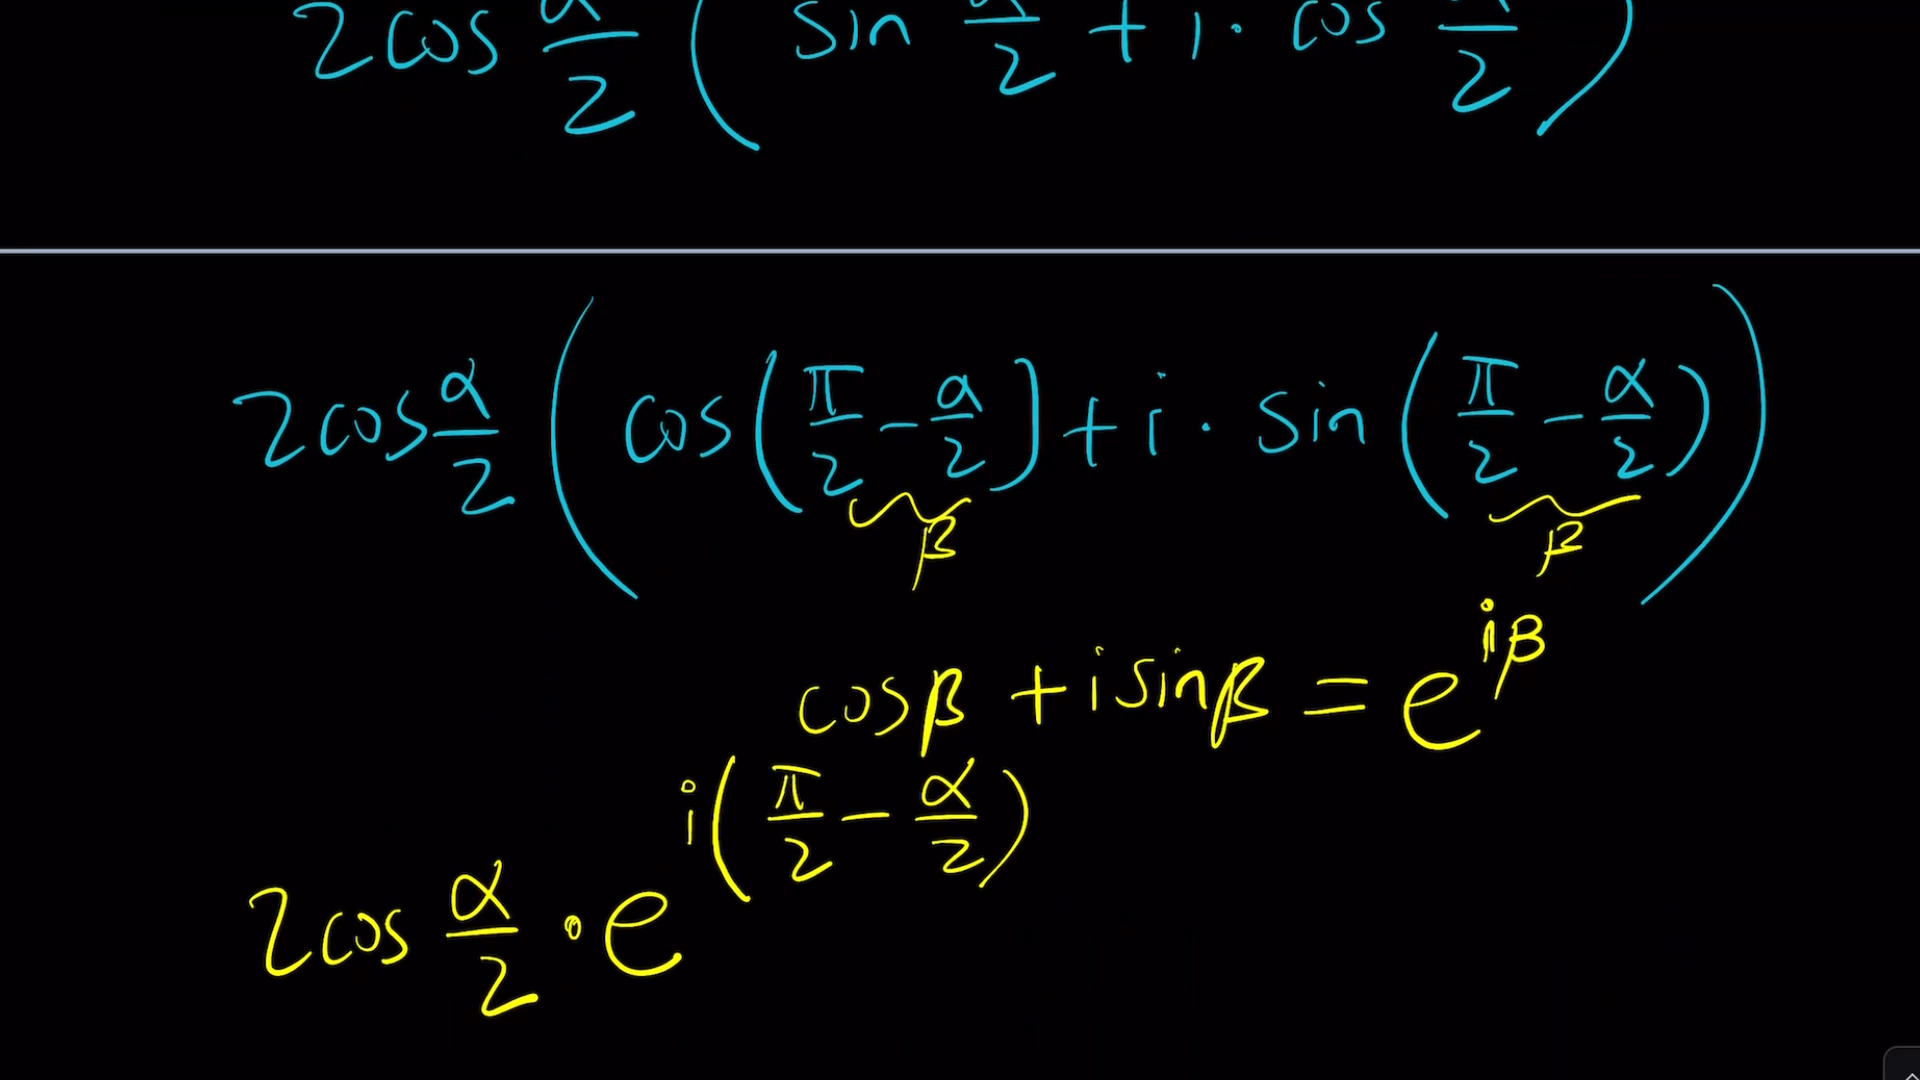 2cos α/2 ( sin α/2 + i · cos α/2 )
2cos α/2 ( cos ( π/2 - α/2 ) + i · sin ( π/2 - α/2 ) )
β β
cosβ + i sinβ = e^{iβ}
2cos α/2 · e^{i( π/2 - α/2 )}